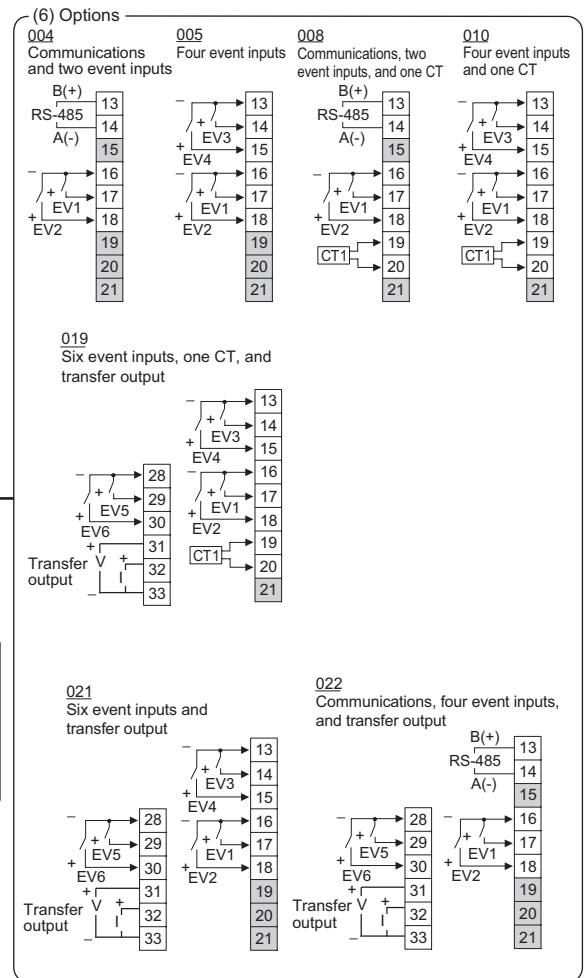 (6) Options
004
Communications
and two event inputs
B(+)
RS-485
A(-)
13
14
15
16
17
18
19
20
21
–
+
EV1
+
EV2
005
Four event inputs
–
+
EV3
+
EV4
–
+
EV1
+
EV2
13
14
15
16
17
18
19
20
21
008
Communications, two
event inputs, and one CT
B(+)
RS-485
A(-)
–
+
EV1
+
EV2
CT1
13
14
15
16
17
18
19
20
21
010
Four event inputs
and one CT
–
+
EV3
+
EV4
–
+
EV1
+
EV2
CT1
13
14
15
16
17
18
19
20
21
019
Six event inputs, one CT, and
transfer output
–
+
EV5
+
EV6
Transfer
output
+
V
+
I
–
28
29
30
31
32
33
–
+
EV3
+
EV4
–
+
EV1
+
EV2
CT1
13
14
15
16
17
18
19
20
21
021
Six event inputs and
transfer output
–
+
EV5
+
EV6
Transfer
output
+
V
+
I
–
28
29
30
31
32
33
–
+
EV3
+
EV4
–
+
EV1
+
EV2
13
14
15
16
17
18
19
20
21
022
Communications, four event inputs,
and transfer output
–
+
EV5
+
EV6
Transfer
output
+
V
+
I
–
28
29
30
31
32
33
B(+)
RS-485
A(-)
–
+
EV1
+
EV2
13
14
15
16
17
18
19
20
21